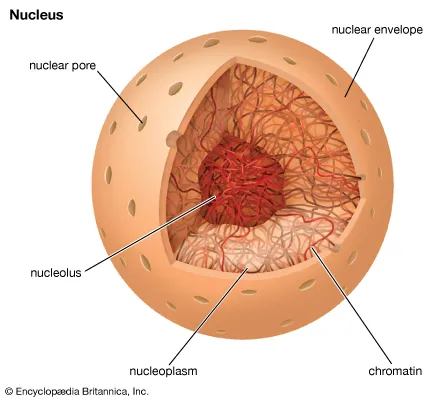 Nucleus
nuclear envelope
nuclear pore
nucleolus
nucleoplasm
chromatin
© Encyclopædia Britannica, Inc.